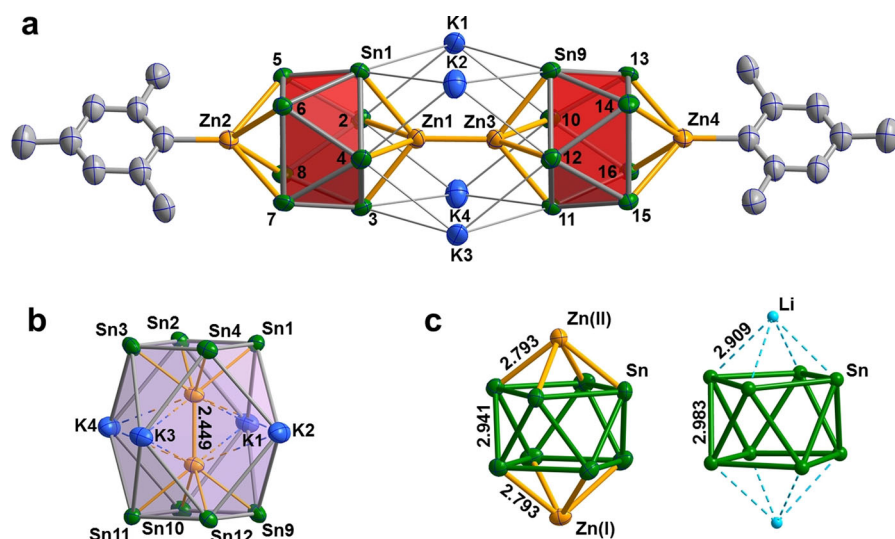 a
K1
5
Sn1
K2
Sn9
13
6
Zn2
2
Zn1
Zn3
10
14
Zn4
4
12
8
16
7
3
K4
11
15
K3
b
Sn3
Sn2
Sn4
Sn1
K4
K3
2.449
K1
K2
Sn11
Sn10
Sn12
Sn9
c
Zn(II)
2.793
Sn
2.941
2.793
Zn(I)
Li
2.909
Sn
2.983